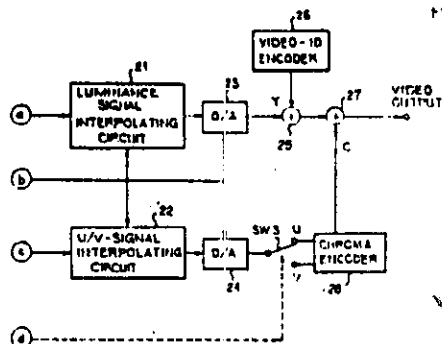 26
VIDEO-ID
ENCODER
21
LUMINANCE
SIGNAL
INTERPOLATING
CIRCUIT
23
D/A
Y
25
27
VIDEO
OUTPUT
a
b
C
22
U/V-SIGNAL
INTERPOLATING
CIRCUIT
c
D/A
24
SW3
U
V
CHROMA
ENCODER
28
d